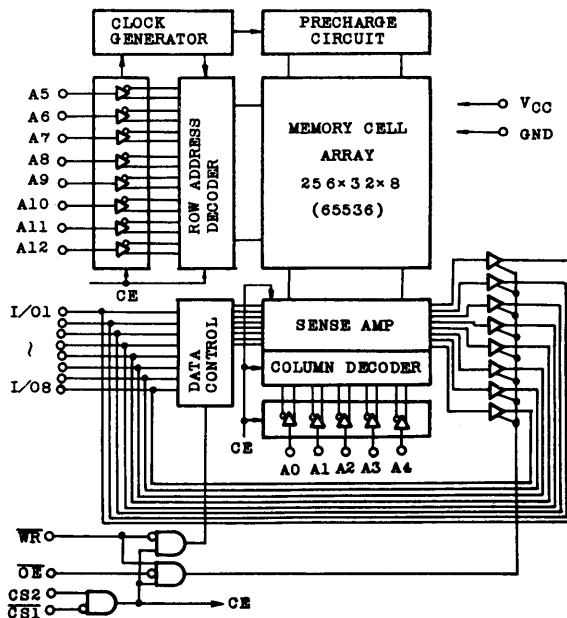 CLOCK
GENERATOR
PRECHARGE
CIRCUIT
A5
A6
A7
A8
A9
A10
A11
A12
ROW ADDRESS
DECODER
MEMORY CELL
ARRAY
256×32×8
(65536)
VCC
GND
CE
I/O1
~
I/O8
DATA
CONTROL
SENSE AMP
COLUMN DECODER
CE
A0 A1 A2 A3 A4
WR
OE
CS2
CS1
CE